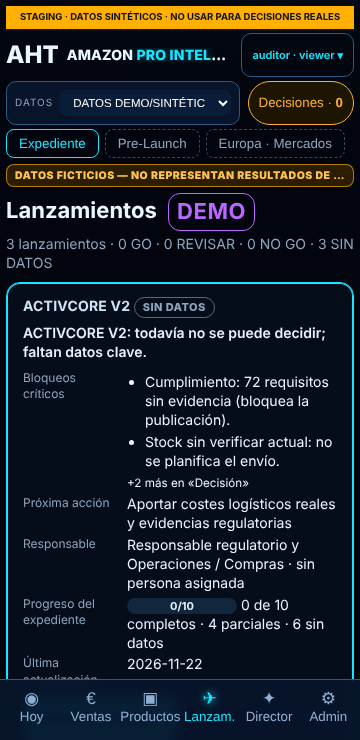 STAGING · DATOS SINTÉTICOS · NO USAR PARA DECISIONES REALES
AHT AMAZON PRO INTEL... auditor · viewer ▾
DATOS DATOS DEMO/SINTÉTIC Decisiones · 0
Expediente Pre-Launch Europa · Mercados
DATOS FICTICIOS — NO REPRESENTAN RESULTADOS DE ...
Lanzamientos DEMO
3 lanzamientos · 0 GO · 0 REVISAR · 0 NO GO · 3 SIN
DATOS
ACTIVCORE V2 SIN DATOS
ACTIVCORE V2: todavía no se puede decidir;
faltan datos clave.
Bloqueos
críticos
• Cumplimiento: 72 requisitos
sin evidencia (bloquea la
publicación).
• Stock sin verificar actual: no
se planifica el envío.
+2 más en «Decisión»
Próxima acción Aportar costes logísticos reales
y evidencias regulatorias
Responsable Responsable regulatorio y
Operaciones / Compras · sin
persona asignada
Progreso del
expediente
0/10 0 de 10
completos · 4 parciales · 6 sin
datos
Última
actualización
2026-11-22
Hoy Ventas Productos Lanzam. Director Admin